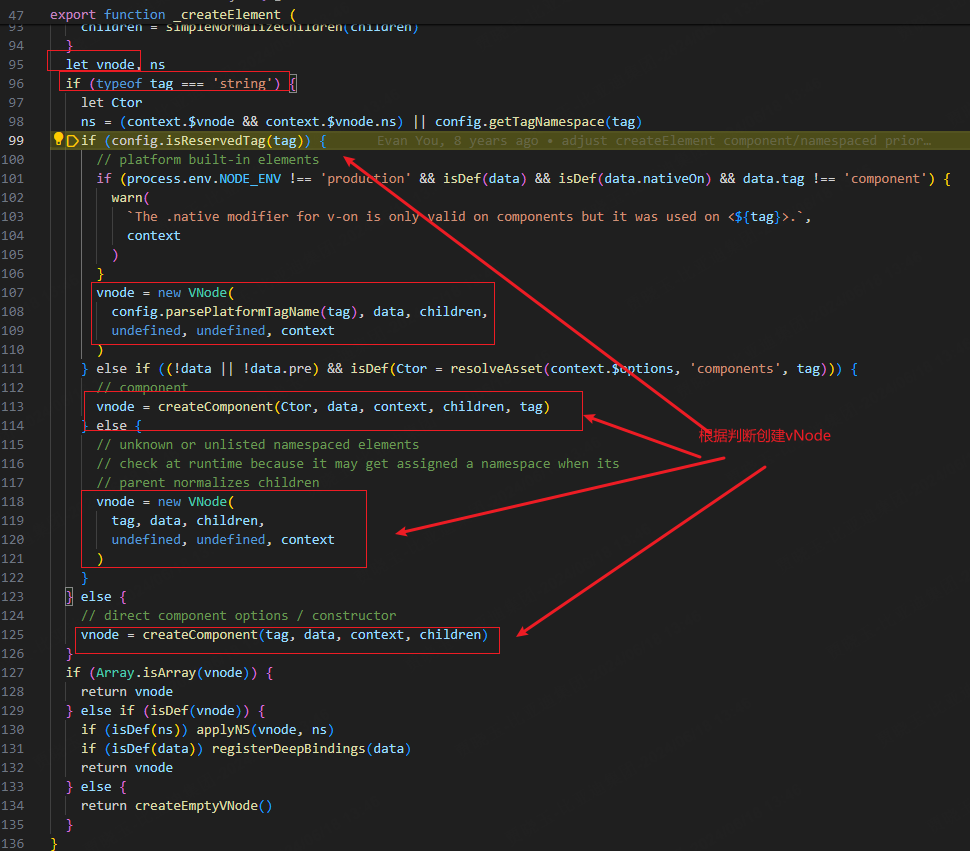 47 export function _createElement (
93 children = simpleNormalizeChildren(children)
94 }
95 let vnode, ns
96 if (typeof tag === 'string') {
97 let Ctor
98 ns = (context.$vnode && context.$vnode.ns) || config.getTagNamespace(tag)
99 if (config.isReservedTag(tag)) { Evan You, 8 years ago • adjust createElement component/namespaced prior…
100 // platform built-in elements
101 if (process.env.NODE_ENV !== 'production' && isDef(data) && isDef(data.nativeOn) && data.tag !== 'component') {
102 warn(
103 `The .native modifier for v-on is only valid on components but it was used on <${tag}>.`,
104 context
105 )
106 }
107 vnode = new VNode(
108 config.parsePlatformTagName(tag), data, children,
109 undefined, undefined, context
110 )
111 } else if ((!data || !data.pre) && isDef(Ctor = resolveAsset(context.$options, 'components', tag))) {
112 // component
113 vnode = createComponent(Ctor, data, context, children, tag)
114 } else {
根据判断创建vNode
115 // unknown or unlisted namespaced elements
116 // check at runtime because it may get assigned a namespace when its
117 // parent normalizes children
118 vnode = new VNode(
119 tag, data, children,
120 undefined, undefined, context
121 )
122 }
123 } else {
124 // direct component options / constructor
125 vnode = createComponent(tag, data, context, children)
126 }
127 if (Array.isArray(vnode)) {
128 return vnode
129 } else if (isDef(vnode)) {
130 if (isDef(ns)) applyNS(vnode, ns)
131 if (isDef(data)) registerDeepBindings(data)
132 return vnode
133 } else {
134 return createEmptyVNode()
135 }
136 }